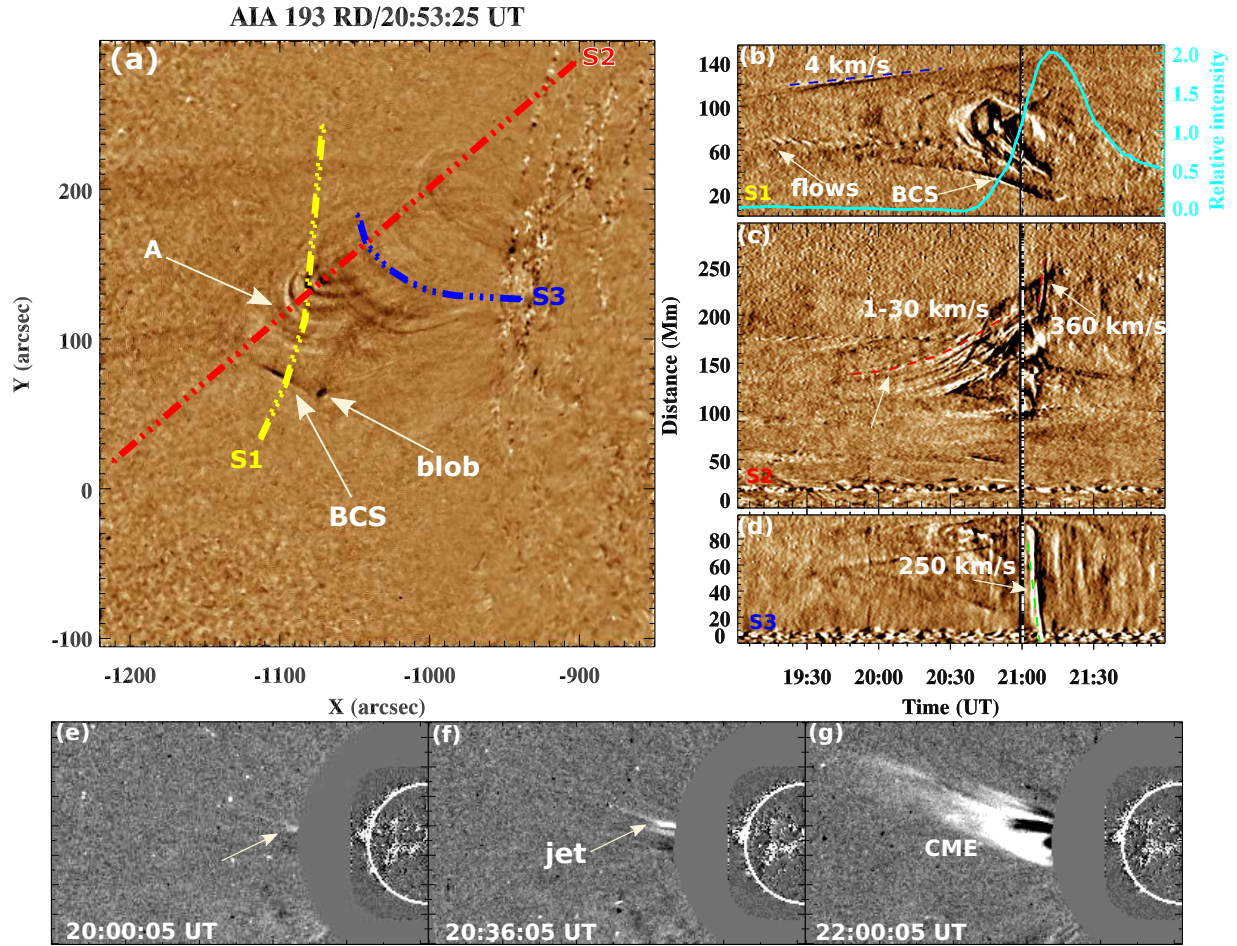 AIA 193 RD/20:53:25 UT
(a)
S2
A
S3
S1
blob
BCS
200
100
0
-100
Y (arcsec)
-1200
-1100
-1000
-900
X (arcsec)
(b)
4 km/s
flows
BCS
S1
140
100
60
20
2.0
1.5
1.0
0.5
0.0
Relative intensity
(c)
1-30 km/s
360 km/s
S2
250
200
150
100
50
0
Distance (Mm)
(d)
250 km/s
S3
80
60
40
20
0
19:30
20:00
20:30
21:00
21:30
Time (UT)
(e)
20:00:05 UT
(f)
jet
20:36:05 UT
(g)
CME
22:00:05 UT